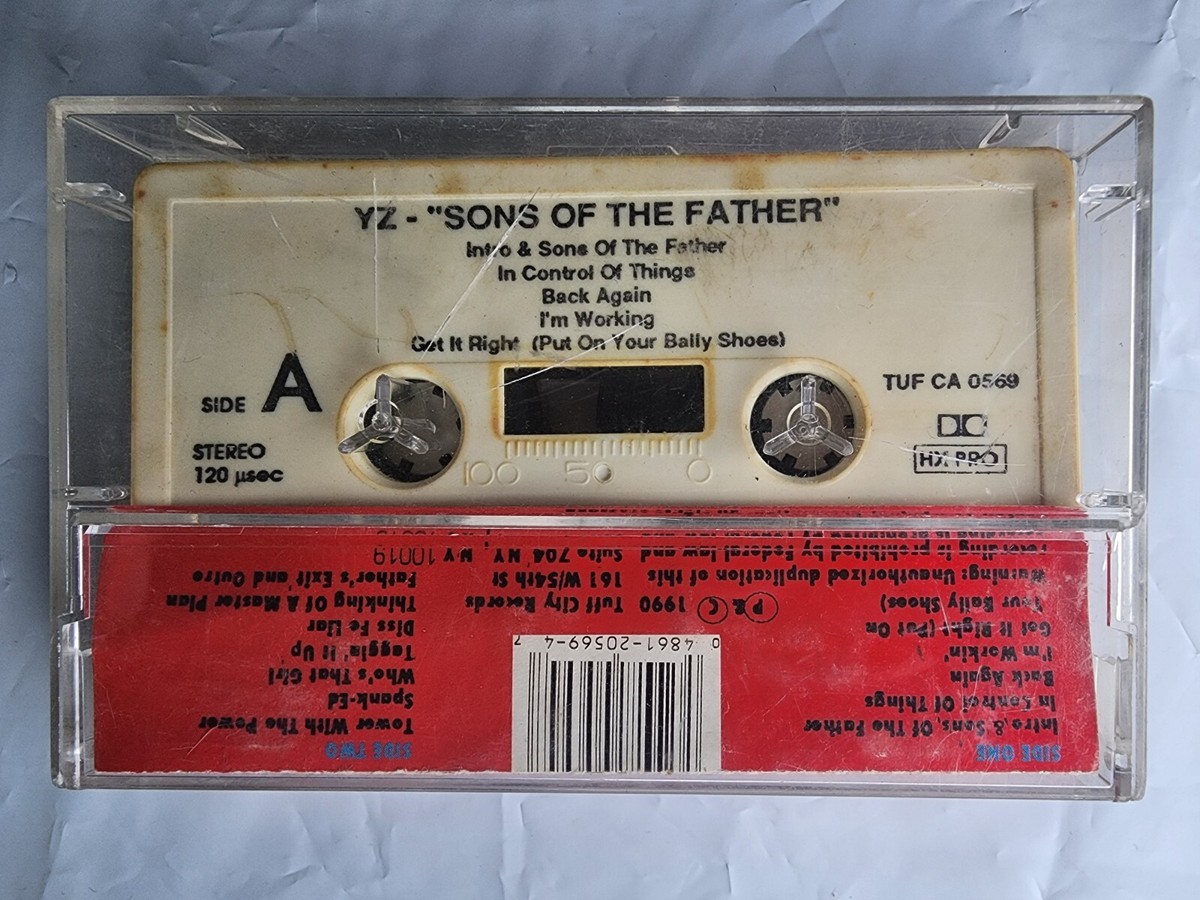 YZ - "SONS OF THE FATHER"
Intro & Sons Of The Father
In Control Of Things
Back Again
I'm Working
Get It Right (Put On Your Bally Shoes)
SIDE A
STEREO
120 µsec
100 50 0
TUF CA 0569
HX PRO
SIDE ONE
Intro, & Sons, Of The Father
In Control Of Things
Back Again
I'm Workin'
Get It Right (Put On
Your Bally Shoes)
Warning: Unauthorized duplication of this
recording is prohibited by Federal law and
0 4861-20569-4 7
P & C 1990 Tuff City Records
161 W/54th St
Suite 704 NY, N.Y 10019
SIDE TWO
Tower With The Power
Spank-Ed
Who's That Girl
Taggin' It Up
Diss Fe Liar
Thinking Of A Master Plan
Father's Exit and Outro